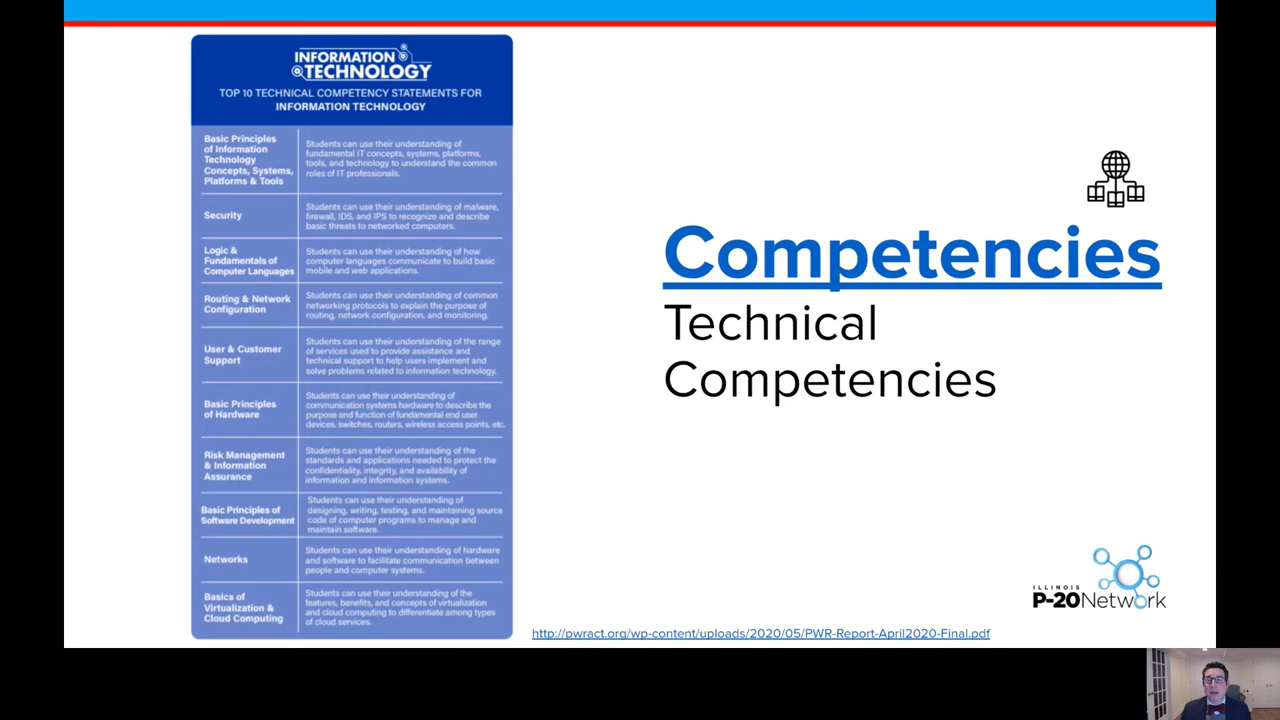 INFORMATION
TECHNOLOGY
TOP 10 TECHNICAL COMPETENCY STATEMENTS FOR
INFORMATION TECHNOLOGY
Basic Principles
of Information
Technology
Concepts, Systems,
Platforms & Tools
Students can use their understanding of
fundamental IT concepts, systems, platforms,
tools, and technology to understand the common
roles of IT professionals.
Security
Students can use their understanding of malware,
firewall, IDS, and IPS to recognize and describe
basic threats to networked computers.
Logic &
Fundamentals of
Computer Languages
Students can use their understanding of how
computer languages communicate to build basic
mobile and web applications.
Routing & Network
Configuration
Students can use their understanding of common
networking protocols to explain the purpose of
routing, network configuration, and monitoring.
User & Customer
Support
Students can use their understanding of the range
of services used to provide assistance and
technical support to help users implement and
solve problems related to information technology.
Basic Principles
of Hardware
Students can use their understanding of
communication systems hardware to describe the
purpose and function of fundamental end user
devices, switches, routers, wireless access points, etc.
Risk Management
& Information
Assurance
Students can use their understanding of the
standards and applications needed to protect the
confidentiality, integrity, and availability of
information and information systems.
Basic Principles of
Software Development
Students can use their understanding of
designing, writing, testing, and maintaining source
code of computer programs to manage and
maintain software.
Networks
Students can use their understanding of hardware
and software to facilitate communication between
people and computer systems.
Basics of
Virtualization &
Cloud Computing
Students can use their understanding of the
features, benefits, and concepts of virtualization
and cloud computing to differentiate among types
of cloud services.
Competencies
Technical
Competencies
ILLINOIS
P-20 Network
http://pwract.org/wp-content/uploads/2020/05/PWR-Report-April2020-Final.pdf